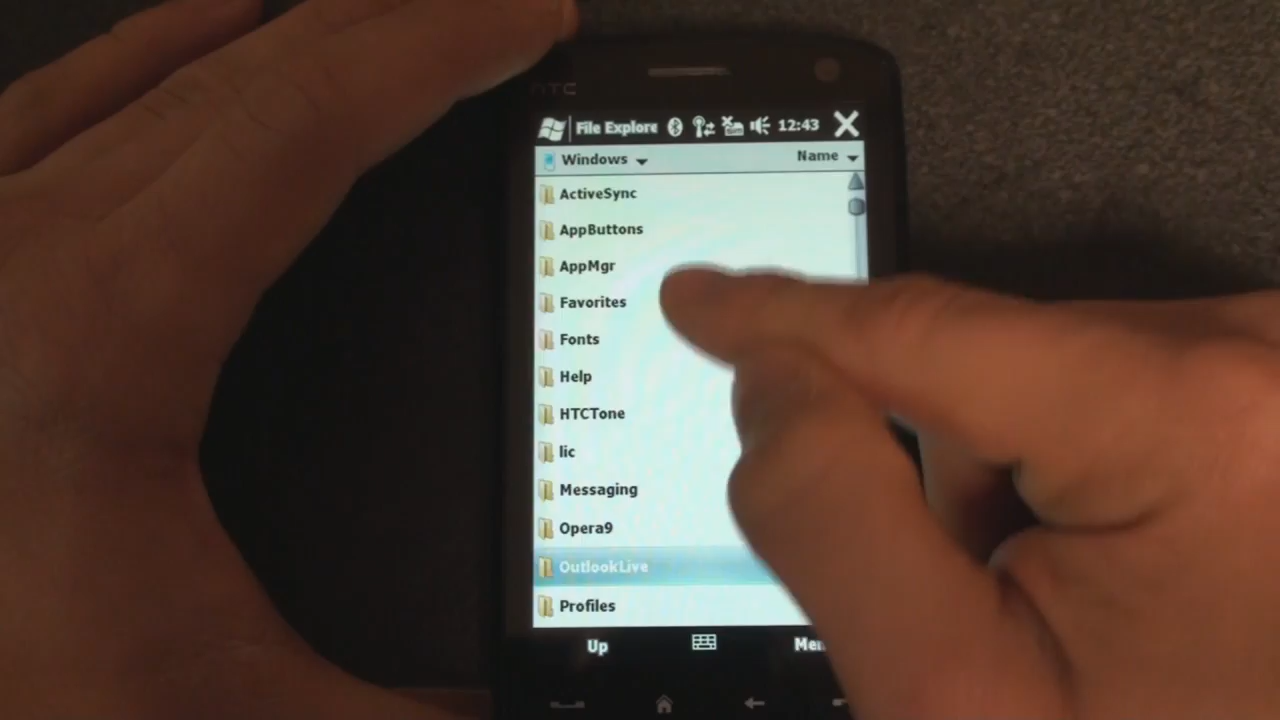 hTC
File Explore 12:43
Windows Name
ActiveSync
AppButtons
AppMgr
Favorites
Fonts
Help
HTCTone
lic
Messaging
Opera9
OutlookLive
Profiles
Up Men